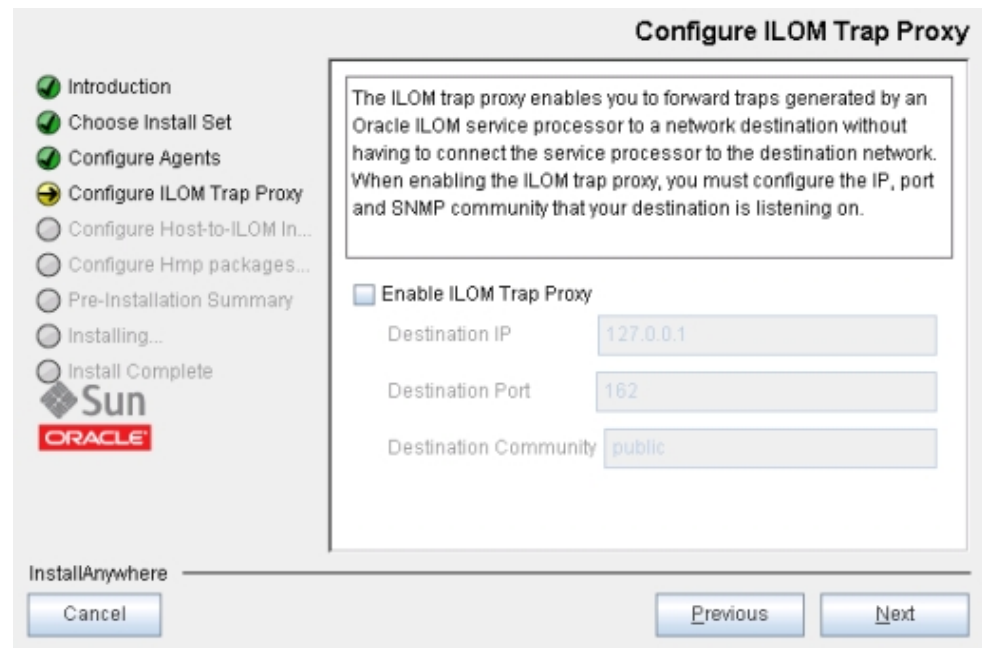 Configure ILOM Trap Proxy
Introduction
Choose Install Set
Configure Agents
Configure ILOM Trap Proxy
Configure Host-to-ILOM In...
Configure Hmp packages...
Pre-Installation Summary
Installing...
Install Complete
Sun
ORACLE
The ILOM trap proxy enables you to forward traps generated by an
Oracle ILOM service processor to a network destination without
having to connect the service processor to the destination network.
When enabling the ILOM trap proxy, you must configure the IP, port
and SNMP community that your destination is listening on.
Enable ILOM Trap Proxy
Destination IP 127.0.0.1
Destination Port 162
Destination Community public
InstallAnywhere
Cancel Previous Next